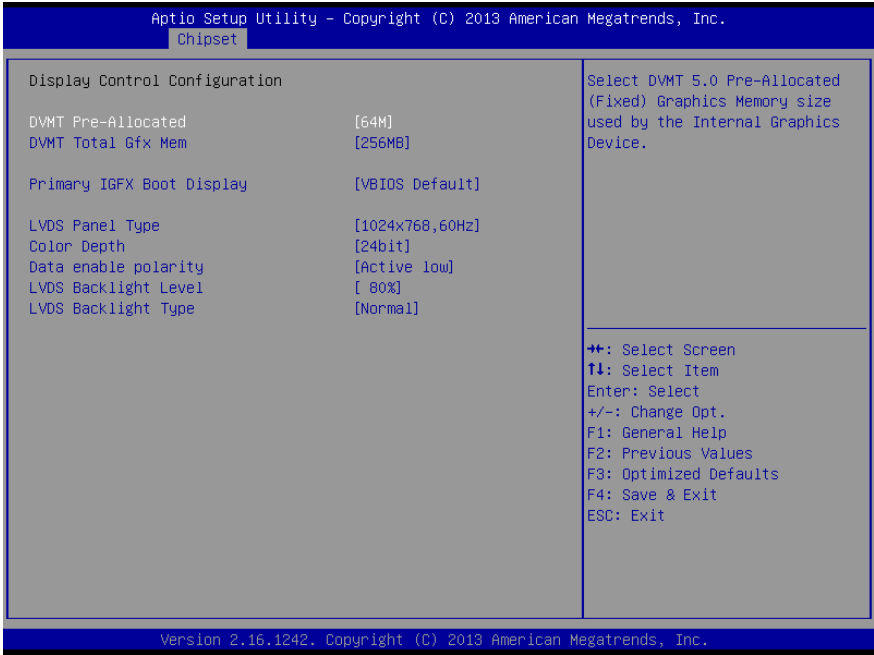 Aptio Setup Utility – Copyright (C) 2013 American Megatrends, Inc.
Chipset
Display Control Configuration
DVMT Pre-Allocated [64M]
DVMT Total Gfx Mem [256MB]
Primary IGFX Boot Display [VBIOS Default]
LVDS Panel Type [1024x768,60Hz]
Color Depth [24bit]
Data enable polarity [Active low]
LVDS Backlight Level [ 80%]
LVDS Backlight Type [Normal]
Select DVMT 5.0 Pre-Allocated
(Fixed) Graphics Memory size
used by the Internal Graphics
Device.
→←: Select Screen
↑↓: Select Item
Enter: Select
+/-: Change Opt.
F1: General Help
F2: Previous Values
F3: Optimized Defaults
F4: Save & Exit
ESC: Exit
Version 2.16.1242. Copyright (C) 2013 American Megatrends, Inc.